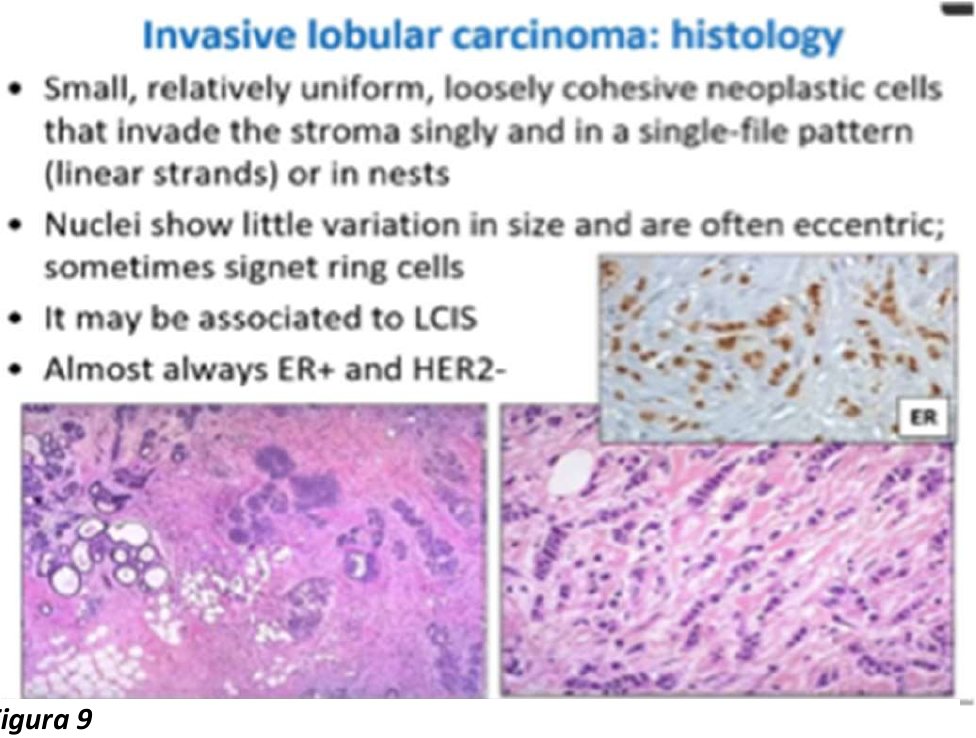 Invasive lobular carcinoma: histology
• Small, relatively uniform, loosely cohesive neoplastic cells
that invade the stroma singly and in a single-file pattern
(linear strands) or in nests
• Nuclei show little variation in size and are often eccentric;
sometimes signet ring cells
• It may be associated to LCIS
• Almost always ER+ and HER2-
ER
igura 9